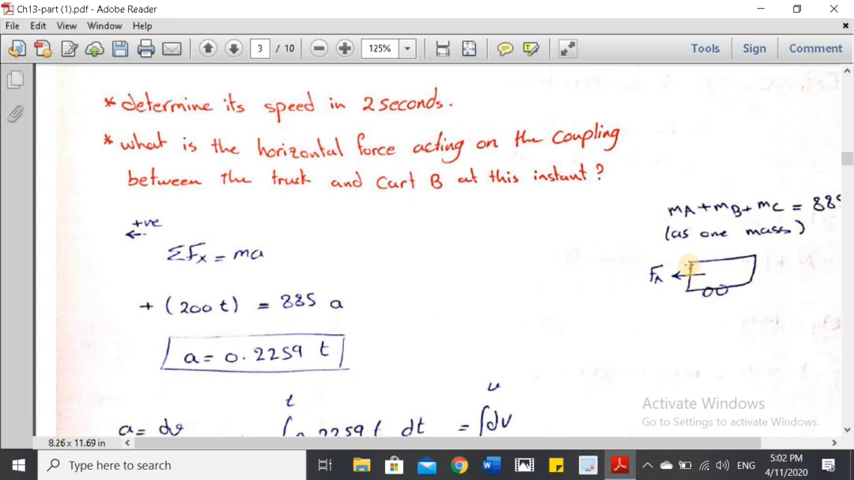 Ch13-part (1).pdf - Adobe Reader
File Edit View Window Help
3 / 10 125% Tools Sign Comment
* determine its speed in 2 seconds.
* what is the horizontal force acting on the coupling
between the truck and Cart B at this instant?
mA+mB+mC = 885
(as one mass)
+ve
ΣFx = ma
Fx
+ (200 t) = 885 a
a = 0.2259 t
t
v
a = dv
∫ 0.2259 t dt = ∫dv
Activate Windows
Go to Settings to activate Windows.
8.26 x 11.69 in
Type here to search
ENG
5:02 PM
4/11/2020